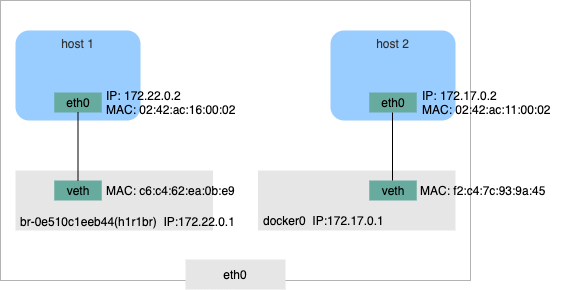 host 1
host 2
eth0
IP: 172.22.0.2
MAC: 02:42:ac:16:00:02
eth0
IP: 172.17.0.2
MAC: 02:42:ac:11:00:02
veth
MAC: c6:c4:62:ea:0b:e9
veth
MAC: f2:c4:7c:93:9a:45
br-0e510c1eeb44(h1r1br) IP:172.22.0.1
docker0 IP:172.17.0.1
eth0